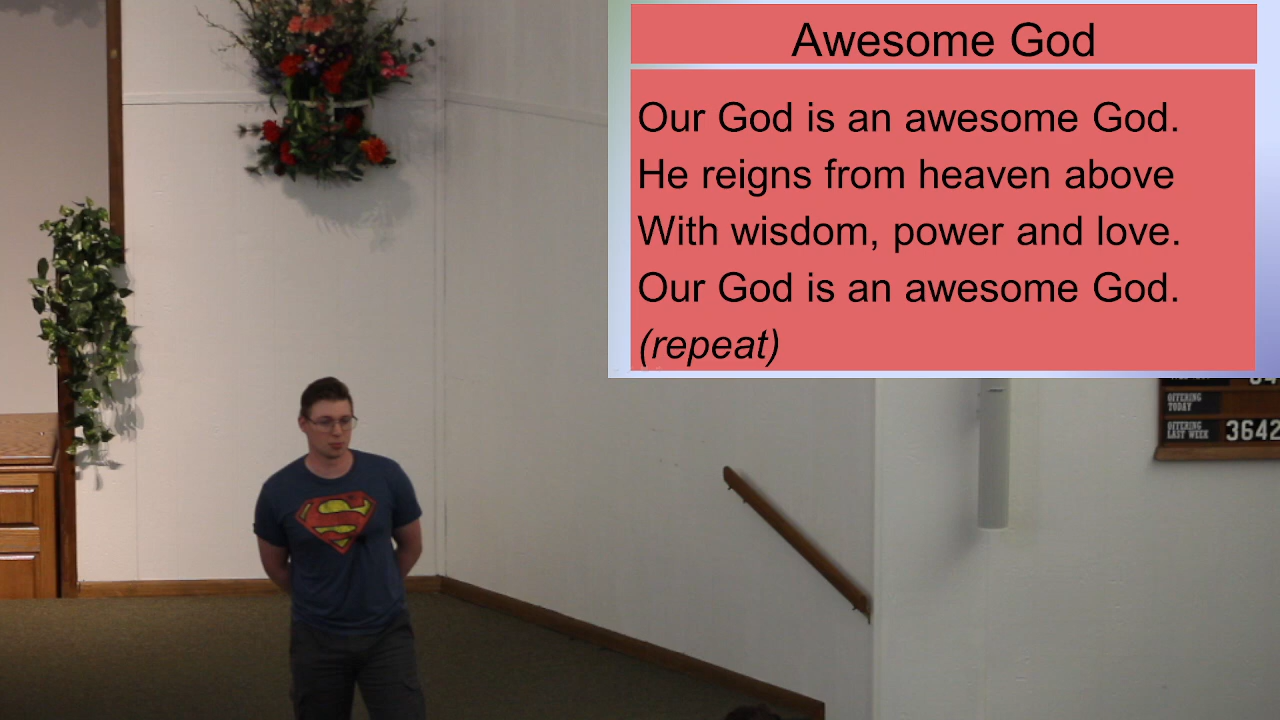 Awesome God
Our God is an awesome God.
He reigns from heaven above
With wisdom, power and love.
Our God is an awesome God.
(repeat)
OFFERING
TODAY
OFFERING
LAST WEEK 3642
S